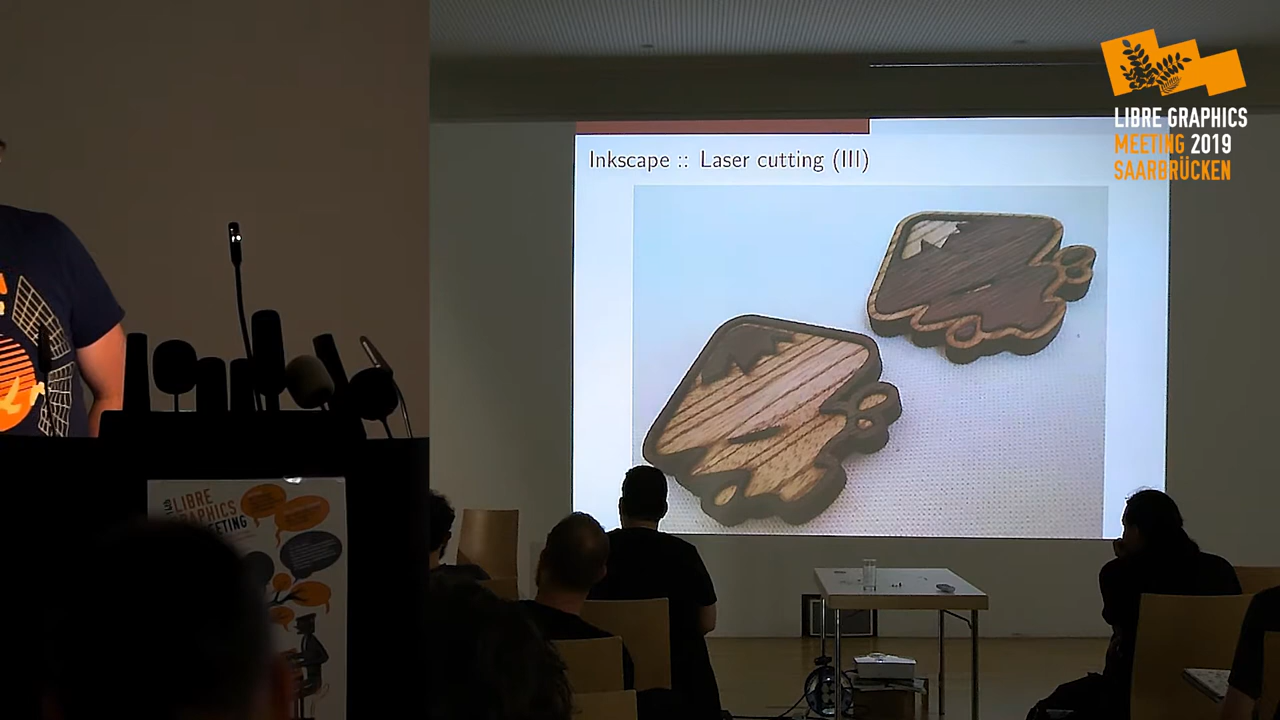 LIBRE GRAPHICS
MEETING 2019
SAARBRÜCKEN
Inkscape :: Laser cutting (III)
LIBRE
GRAPHICS